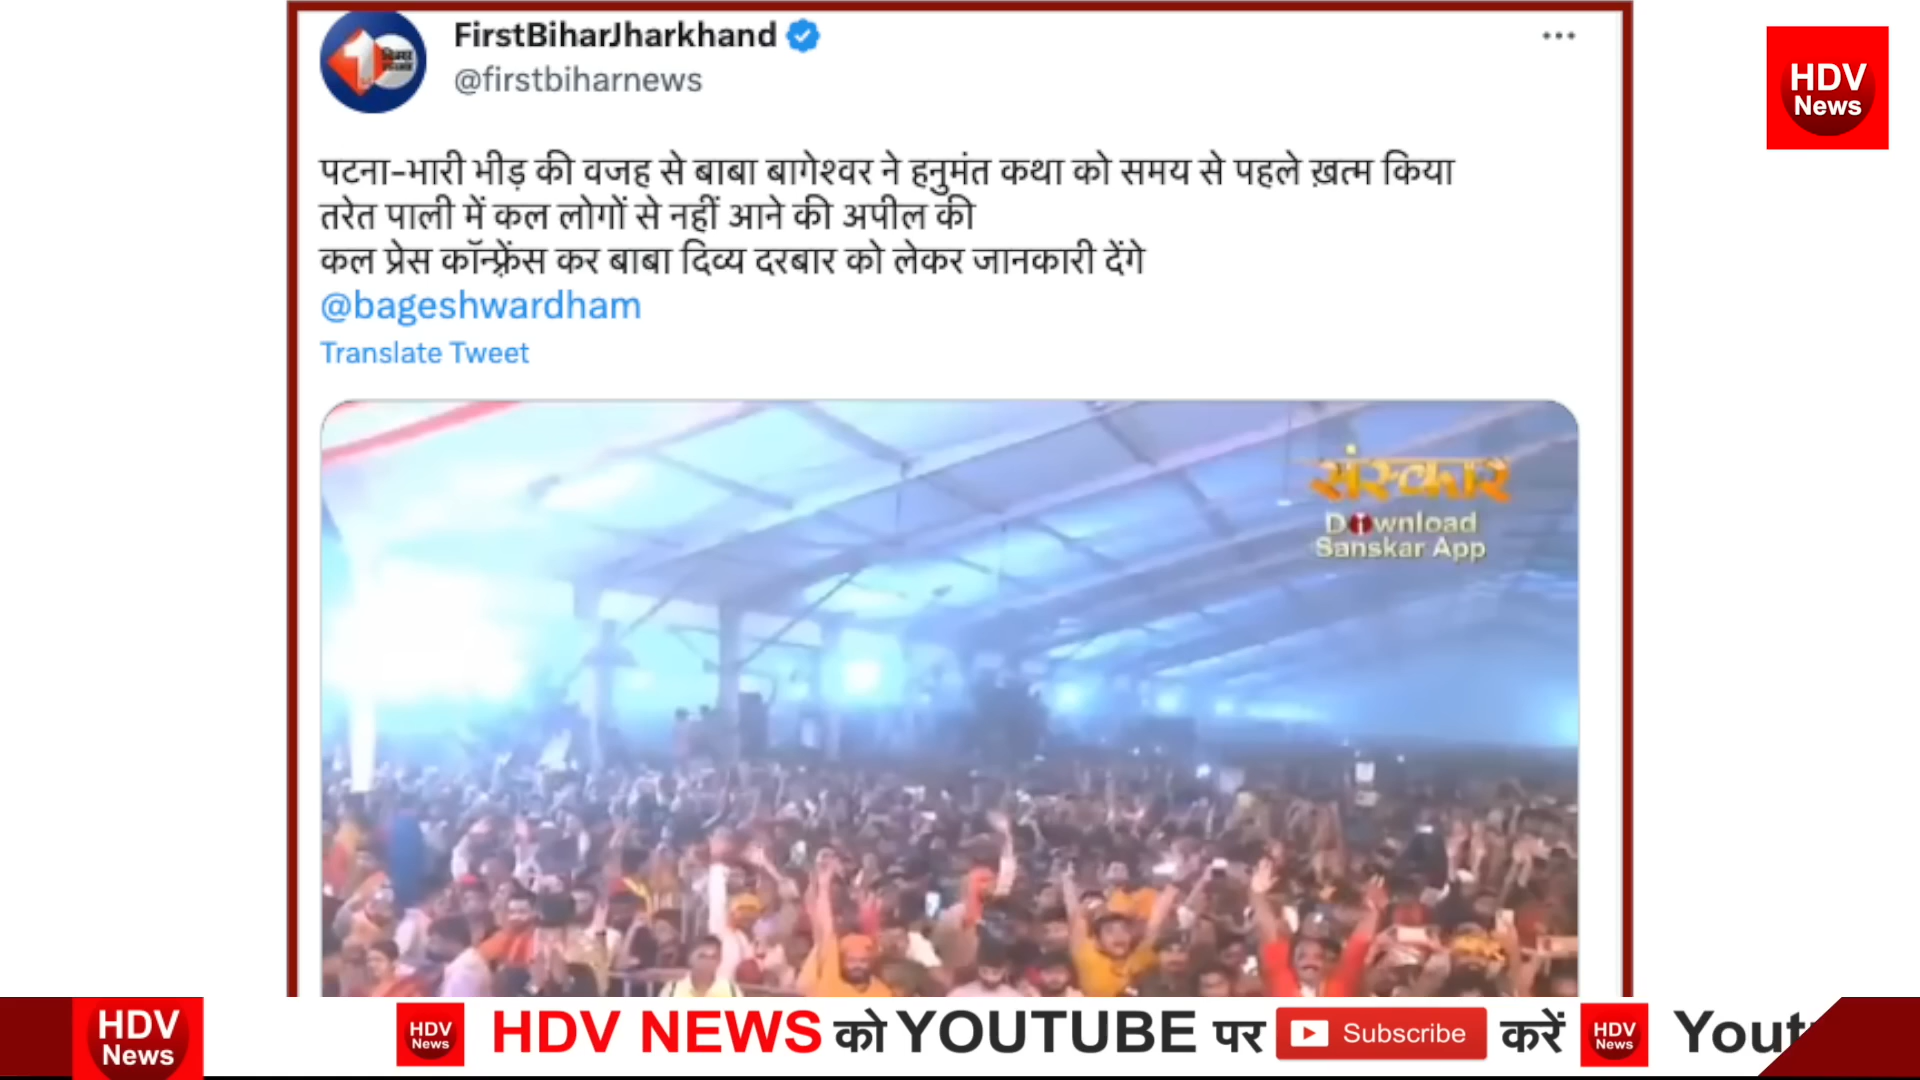 FirstBiharJharkhand
@firstbiharnews
HDV
News
पटना-भारी भीड़ की वजह से बाबा बागेश्वर ने हनुमंत कथा को समय से पहले ख़त्म किया
तरेत पाली में कल लोगों से नहीं आने की अपील की
कल प्रेस कॉन्फ़्रेंस कर बाबा दिव्य दरबार को लेकर जानकारी देंगे
@bageshwardham
Translate Tweet
संस्कार
Download
Sanskar App
HDV
News
HDV
News
HDV NEWS को YOUTUBE पर Subscribe करें
HDV
News